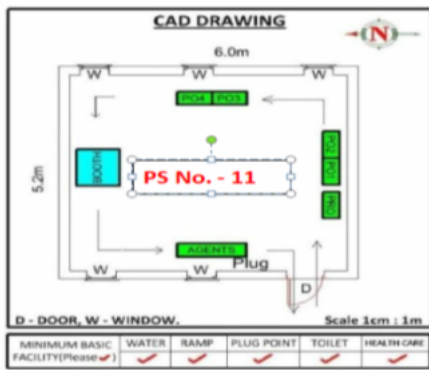 CAD DRAWING
N
6.0m
W W W
PO4 PO3
5.2m
BOOTH
PS No. - 11
PO2
PO1
PRO
AGENTS
Plug
W W
D
D - DOOR, W - WINDOW. Scale 1cm : 1m
MINIMUM BASIC FACILITY(Please✓) WATER RAMP PLUG POINT TOILET HEALTH CARE
✓ ✓ ✓ ✓ ✓